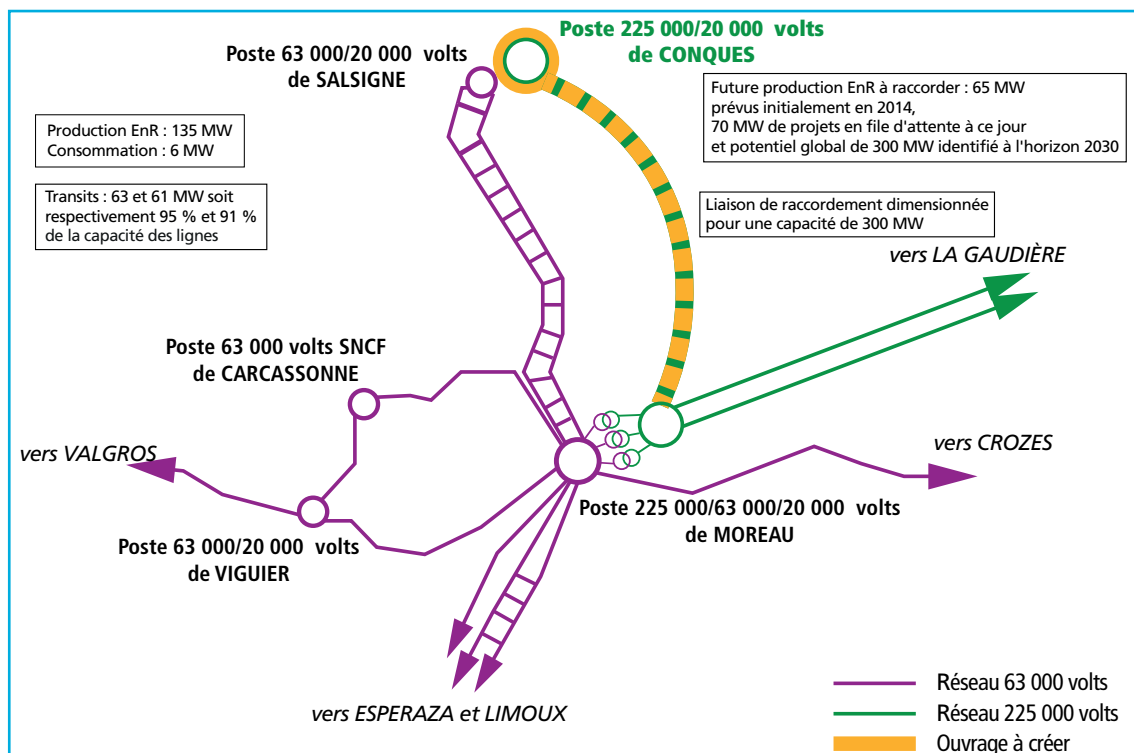 Poste 225 000/20 000 volts
de CONQUES
Poste 63 000/20 000 volts
de SALSIGNE
Future production EnR à raccorder : 65 MW
prévus initialement en 2014,
70 MW de projets en file d'attente à ce jour
et potentiel global de 300 MW identifié à l'horizon 2030
Production EnR : 135 MW
Consommation : 6 MW
Transits : 63 et 61 MW soit
respectivement 95 % et 91 %
de la capacité des lignes
Liaison de raccordement dimensionnée
pour une capacité de 300 MW
vers LA GAUDIÈRE
Poste 63 000 volts SNCF
de CARCASSONNE
vers VALGROS
vers CROZES
Poste 225 000/63 000/20 000 volts
de MOREAU
Poste 63 000/20 000 volts
de VIGUIER
vers ESPERAZA et LIMOUX
Réseau 63 000 volts
Réseau 225 000 volts
Ouvrage à créer